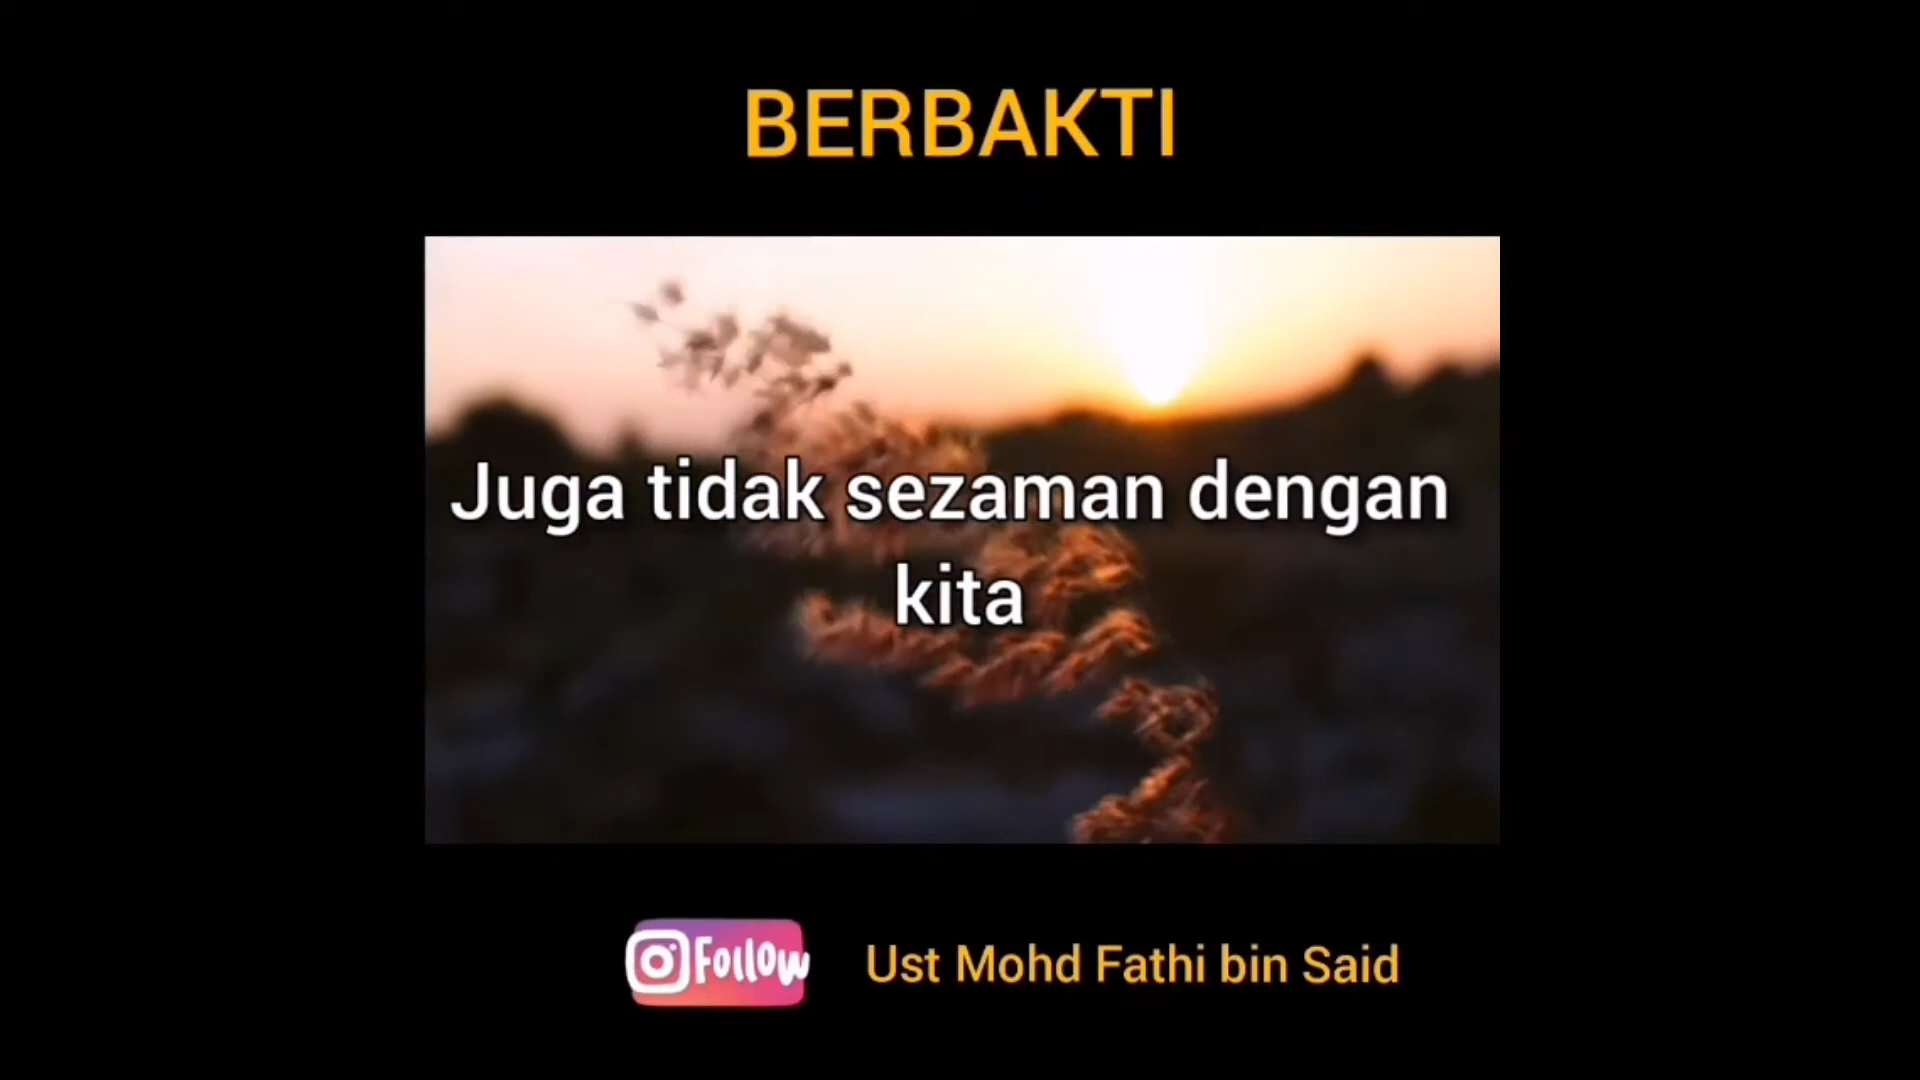 BERBAKTI
Juga tidak sezaman dengan
kita
Follow
Ust Mohd Fathi bin Said